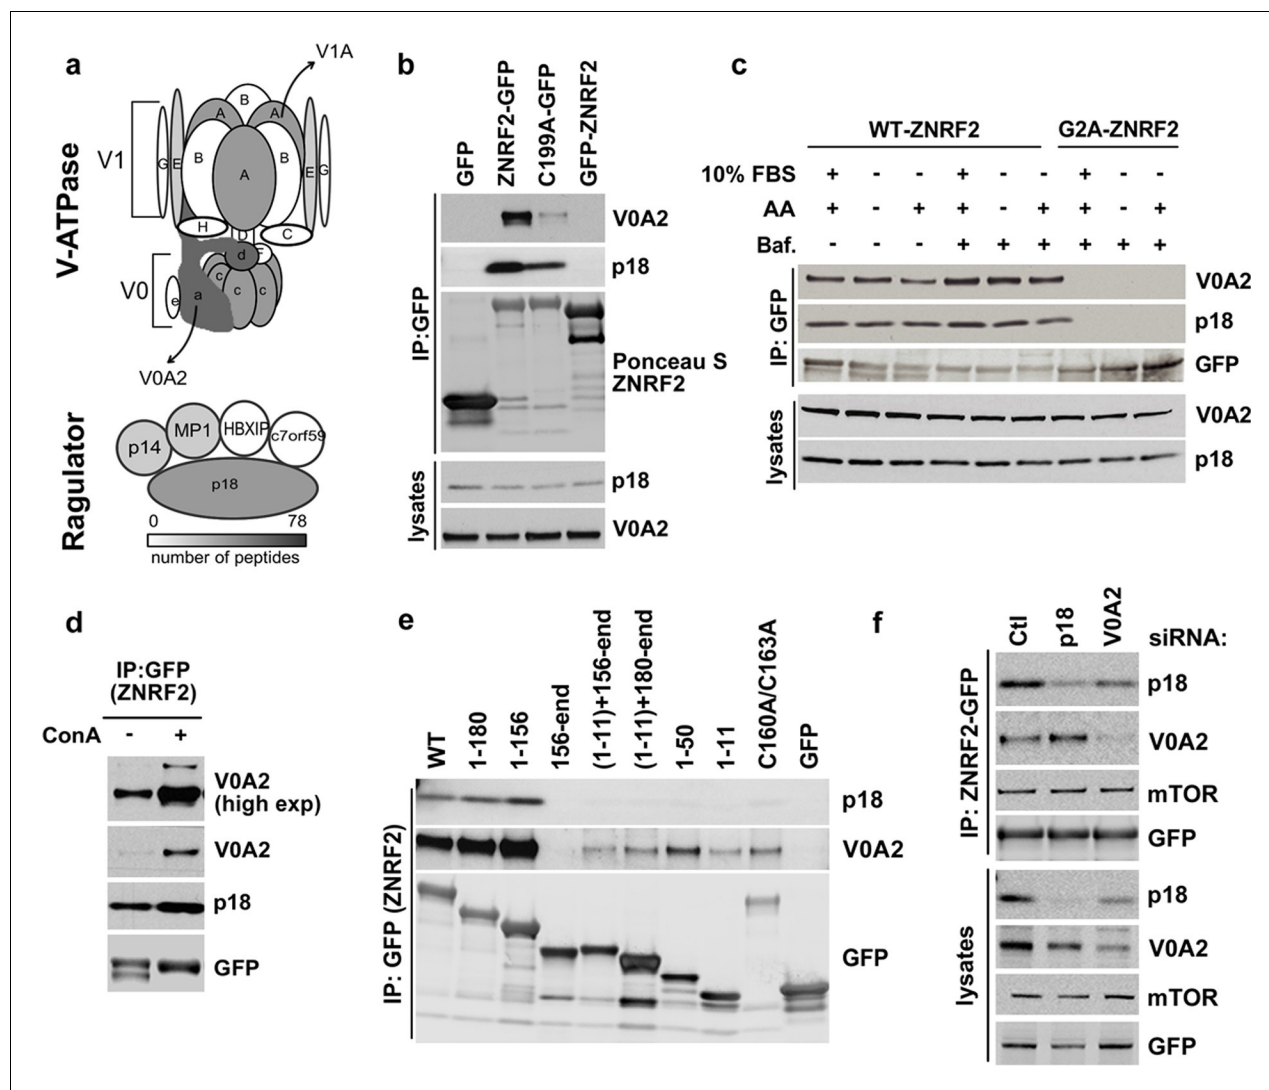 a
V-ATPase
V1A
V1
B
A
A
G
E
B
B
E
G
A
H
D
C
V0
d
F
e
a
c
c
c
V0A2
Ragulator
p14
MP1
HBXIP
c7orf59
p18
0
78
number of peptides
b
GFP
ZNRF2-GFP
C199A-GFP
GFP-ZNRF2
IP:GFP
V0A2
p18
Ponceau S
ZNRF2
lysates
p18
V0A2
c
WT-ZNRF2
G2A-ZNRF2
10% FBS + - - + - - + - -
AA + - + + - + + - +
Baf. - - - + + + + + +
IP: GFP
V0A2
p18
GFP
lysates
V0A2
p18
d
IP:GFP
(ZNRF2)
ConA - +
V0A2
(high exp)
V0A2
p18
GFP
e
WT
1-180
1-156
156-end
(1-11)+156-end
(1-11)+180-end
1-50
1-11
C160A/C163A
GFP
IP: GFP (ZNRF2)
p18
V0A2
GFP
f
Ctl
p18
V0A2
siRNA:
IP: ZNRF2-GFP
p18
V0A2
mTOR
GFP
lysates
p18
V0A2
mTOR
GFP